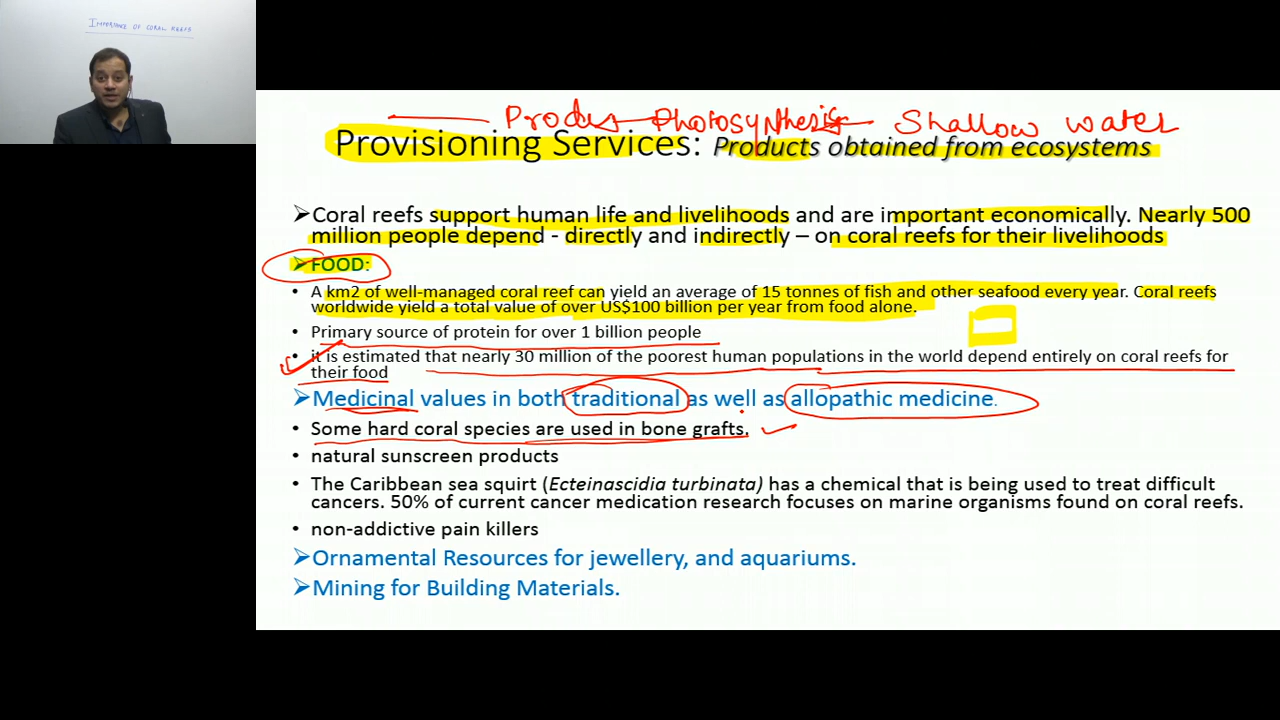 IMPORTANCE OF CORAL REEFS
Photosynthesis Shallow water
Provisioning Services: Products obtained from ecosystems
➢Coral reefs support human life and livelihoods and are important economically. Nearly 500
million people depend - directly and indirectly – on coral reefs for their livelihoods
➢FOOD:
• A km2 of well-managed coral reef can yield an average of 15 tonnes of fish and other seafood every year. Coral reefs
worldwide yield a total value of over US$100 billion per year from food alone.
• Primary source of protein for over 1 billion people
• it is estimated that nearly 30 million of the poorest human populations in the world depend entirely on coral reefs for
their food
➢Medicinal values in both traditional as well as allopathic medicine.
• Some hard coral species are used in bone grafts.
• natural sunscreen products
• The Caribbean sea squirt (Ecteinascidia turbinata) has a chemical that is being used to treat difficult
cancers. 50% of current cancer medication research focuses on marine organisms found on coral reefs.
• non-addictive pain killers
➢Ornamental Resources for jewellery, and aquariums.
➢Mining for Building Materials.